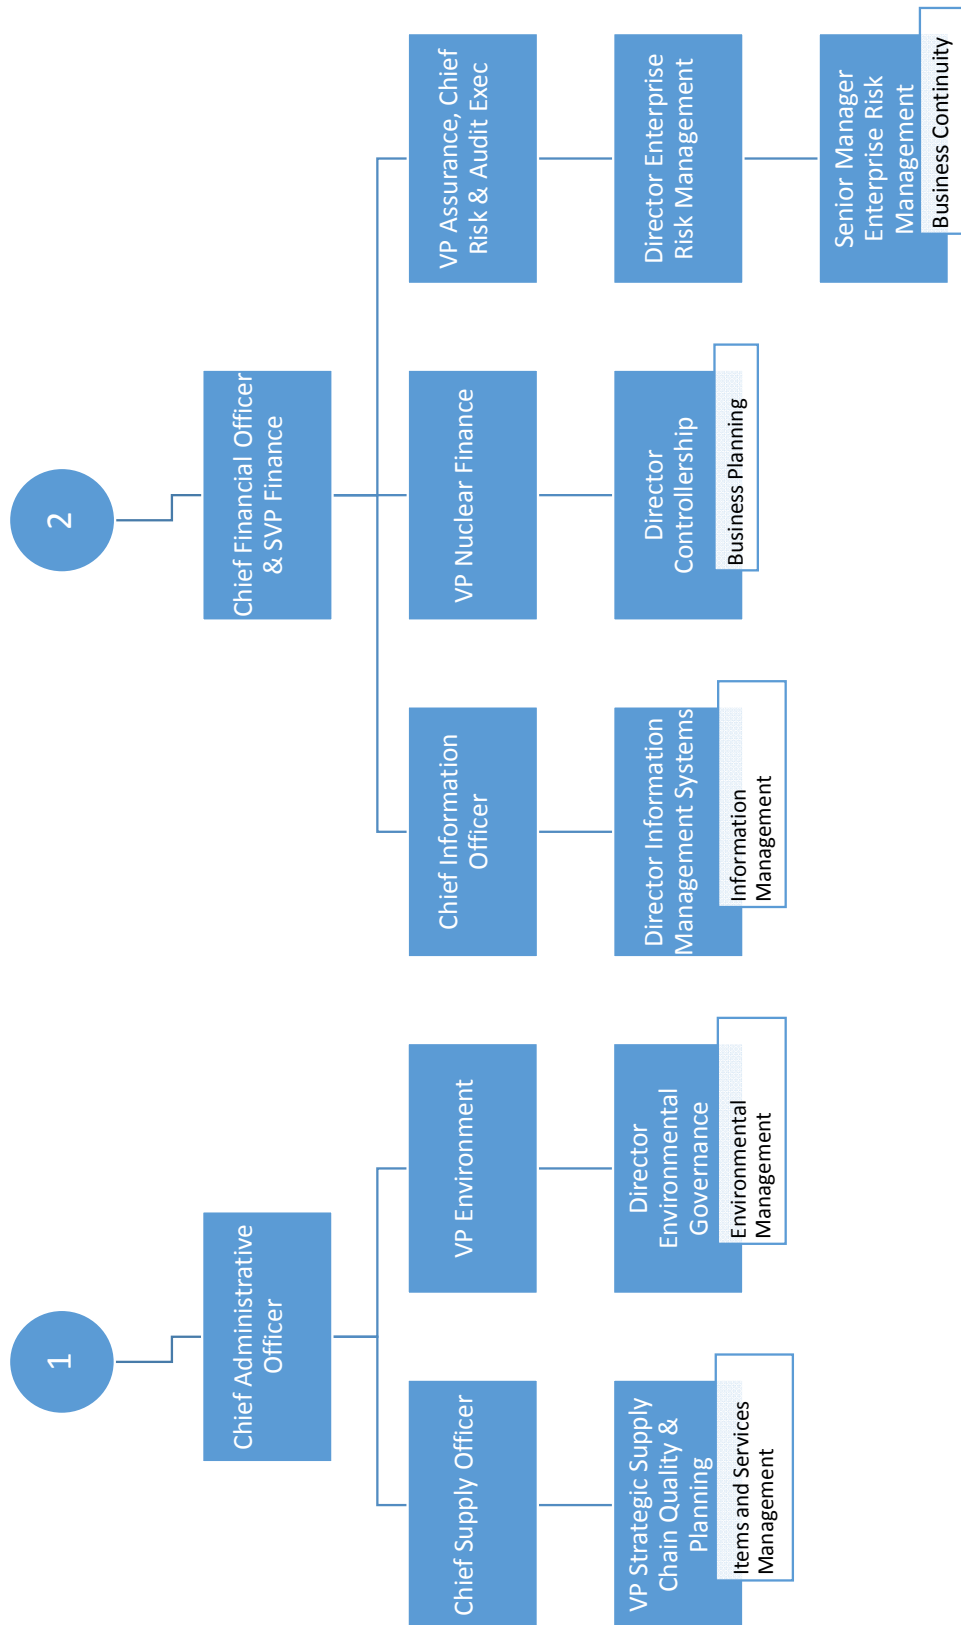 1
Chief Administrative
Officer
Chief Supply Officer
VP Strategic Supply
Chain Quality &
Planning
Items and Services
Management
VP Environment
Director
Environmental
Governance
Environmental
Management
2
Chief Financial Officer
& SVP Finance
Chief Information
Officer
Director Information
Management Systems
Information
Management
VP Nuclear Finance
Director
Controllership
Business Planning
VP Assurance, Chief
Risk & Audit Exec
Director Enterprise
Risk Management
Senior Manager
Enterprise Risk
Management
Business Continuity